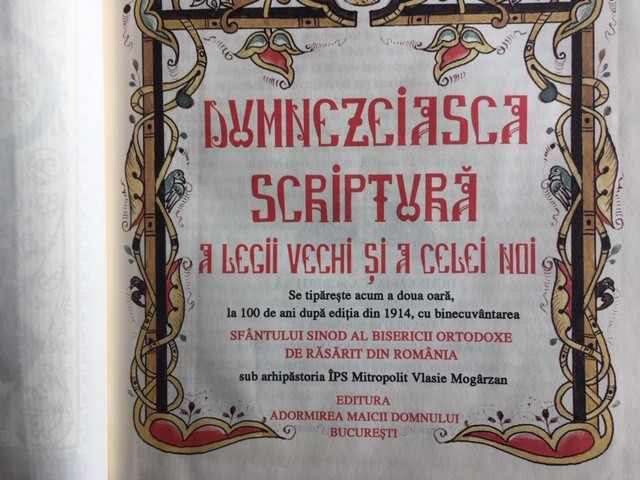 DUMNEZEIASCA
SCRIPTURĂ
A LEGII VECHI ȘI A CELEI NOI
Se tipărește acum a doua oară,
la 100 de ani după ediția din 1914, cu binecuvântarea
SFÂNTULUI SINOD AL BISERICII ORTODOXE
DE RĂSĂRIT DIN ROMÂNIA
sub arhipăstoria ÎPS Mitropolit Vlasie Mogârzan
EDITURA
ADORMIREA MAICII DOMNULUI
BUCUREȘTI